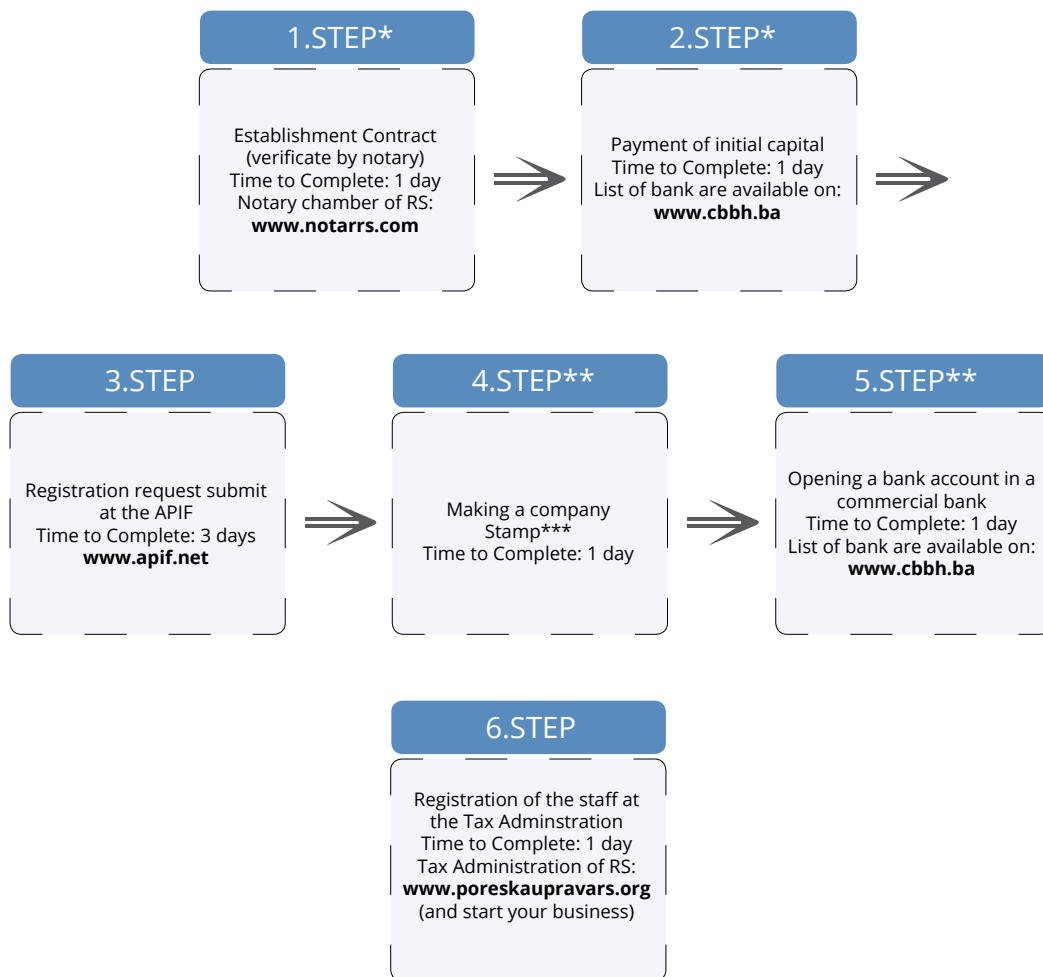 1.STEP*
Establishment Contract
(verificate by notary)
Time to Complete: 1 day
Notary chamber of RS:
www.notarrs.com
2.STEP*
Payment of initial capital
Time to Complete: 1 day
List of bank are available on:
www.cbbh.ba
3.STEP
Registration request submit
at the APIF
Time to Complete: 3 days
www.apif.net
4.STEP**
Making a company
Stamp***
Time to Complete: 1 day
5.STEP**
Opening a bank account in a
commercial bank
Time to Complete: 1 day
List of bank are available on:
www.cbbh.ba
6.STEP
Registration of the staff at
the Tax Adminstration
Time to Complete: 1 day
Tax Administration of RS:
www.poreskaupravars.org
(and start your business)